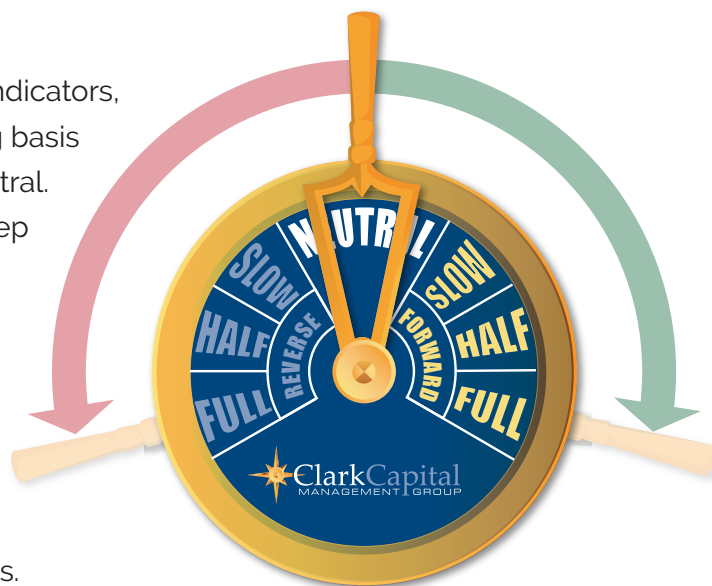 ndicators,
g basis
tral.
ep
NEUTRAL
SLOW
SLOW
HALF
HALF
FULL
FULL
REVERSE
FORWARD
ClarkCapital
MANAGEMENT GROUP
s.